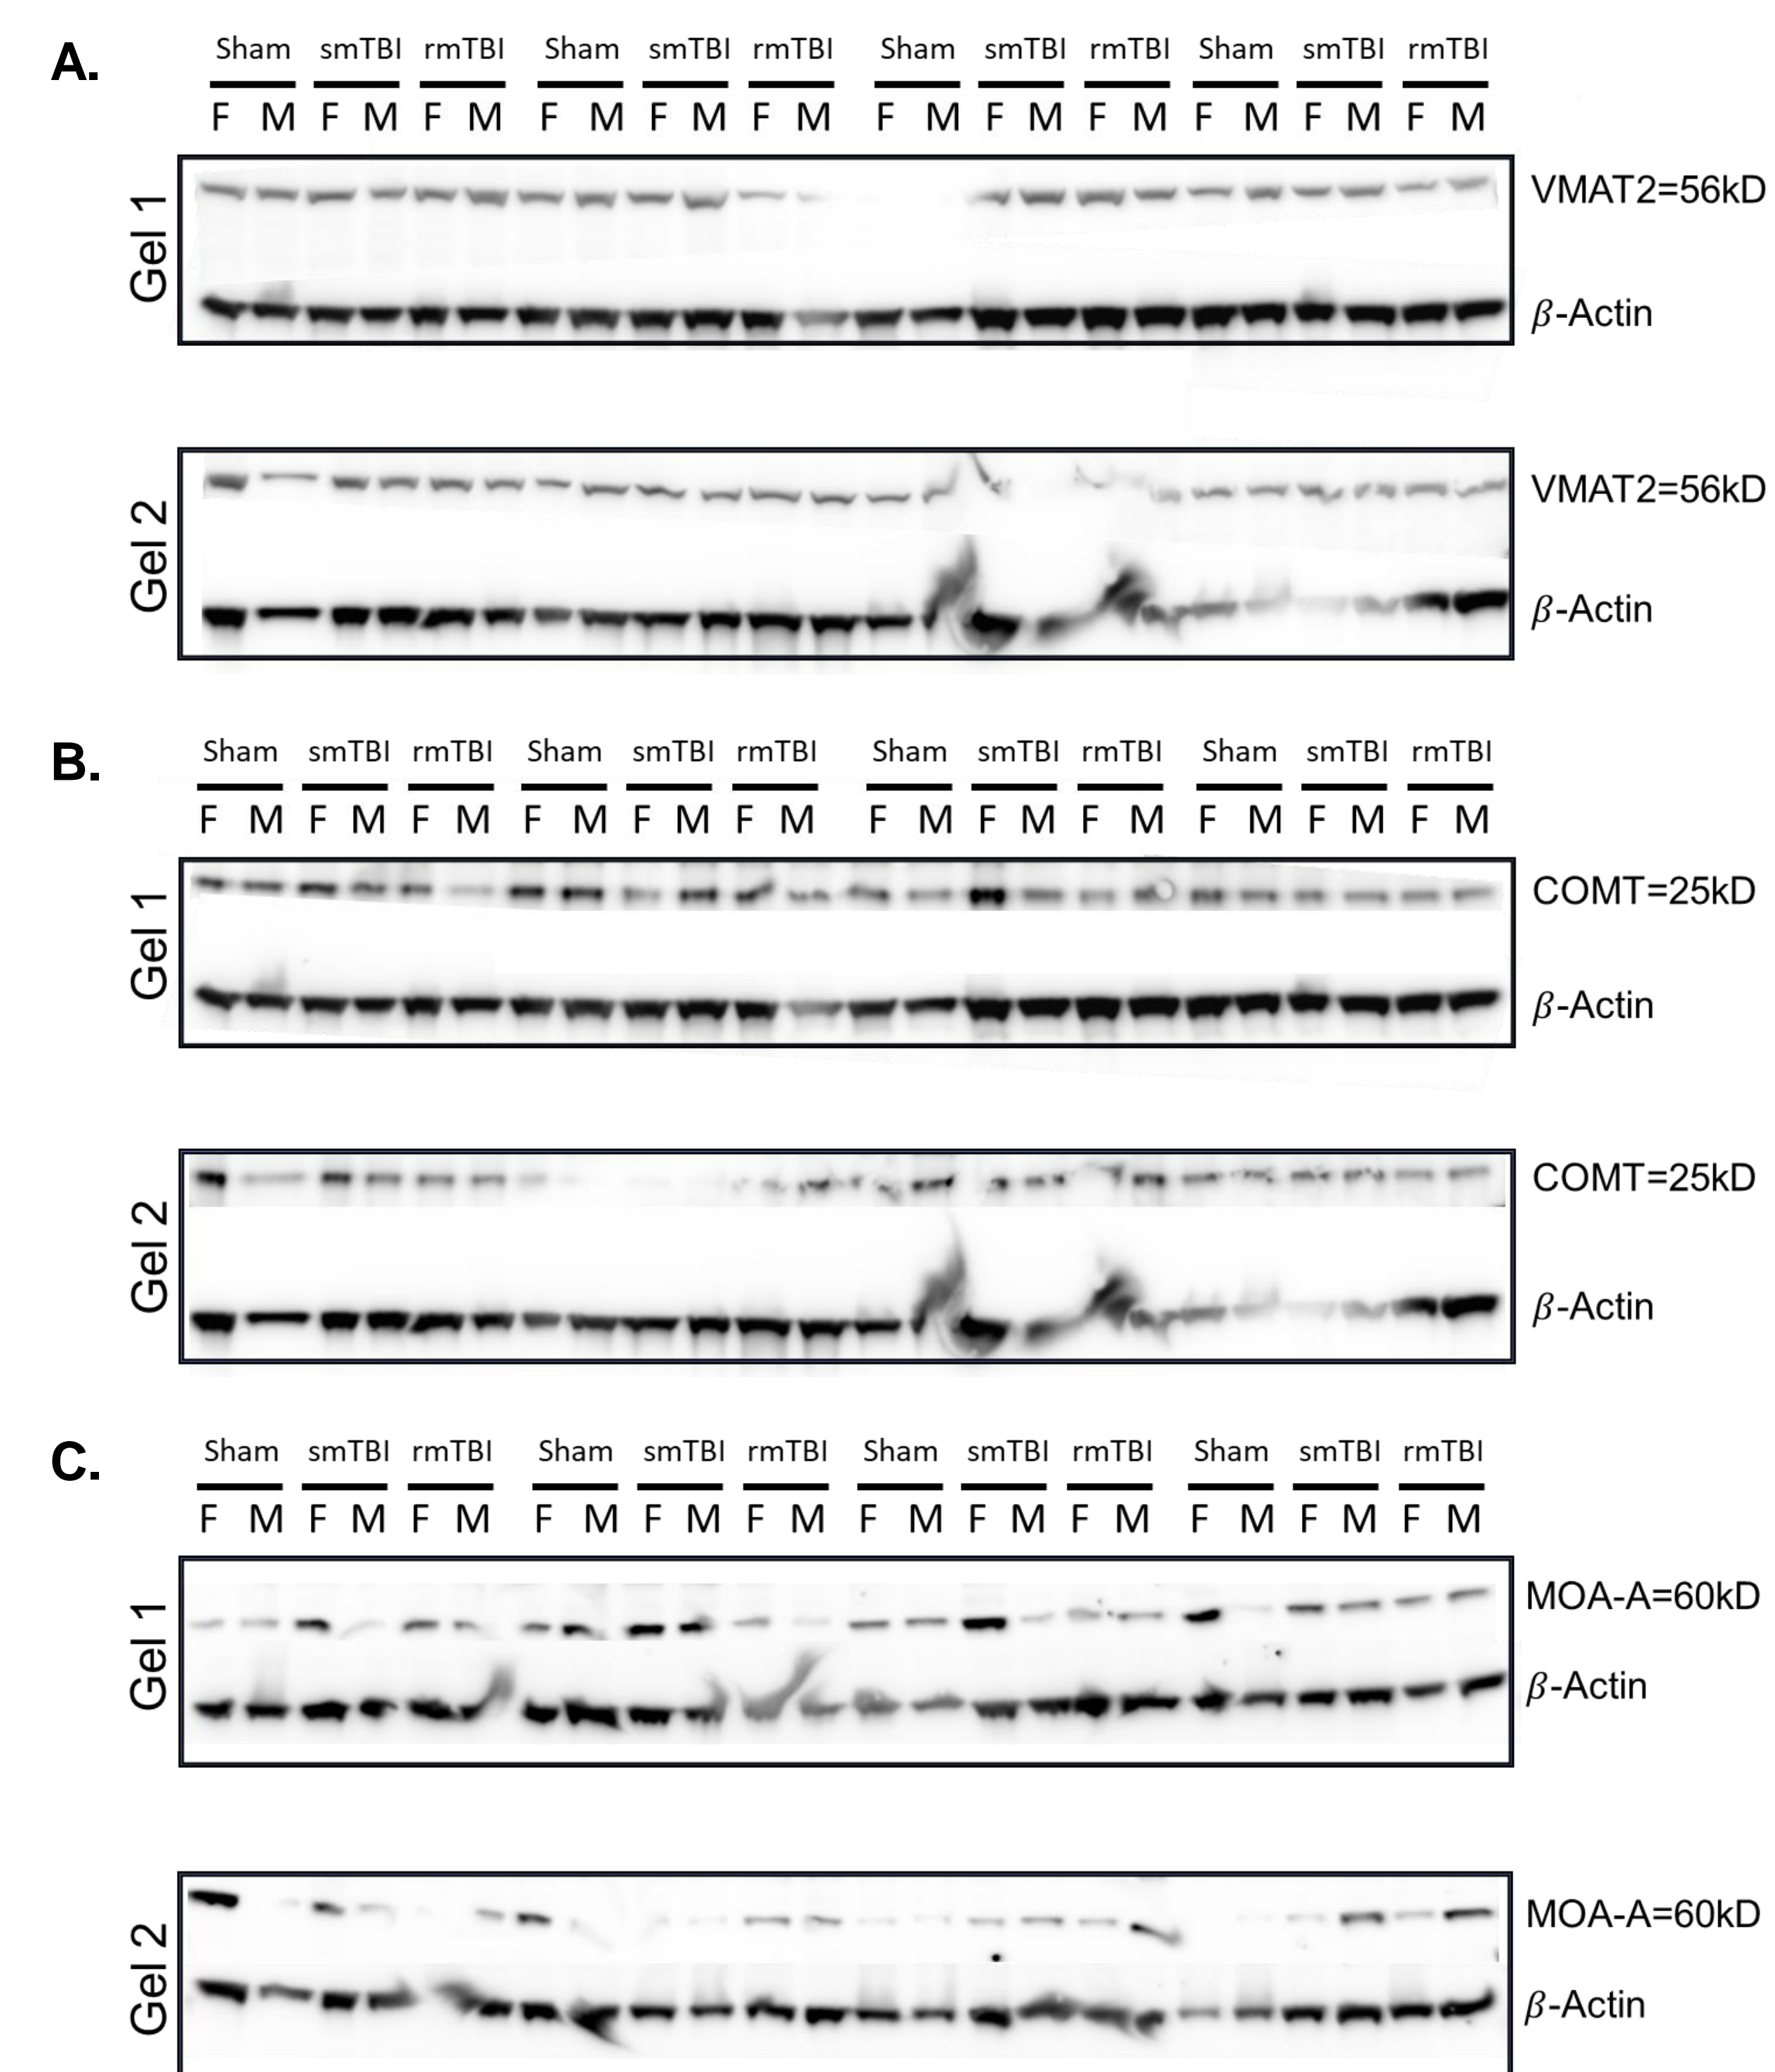 A.
Sham smTBI rmTBI Sham smTBI rmTBI Sham smTBI rmTBI Sham smTBI rmTBI
F M F M F M F M F M F M F M F M F M F M F M F M
Gel 1
VMAT2=56kD
β-Actin
Gel 2
VMAT2=56kD
β-Actin
B.
Sham smTBI rmTBI Sham smTBI rmTBI Sham smTBI rmTBI Sham smTBI rmTBI
F M F M F M F M F M F M F M F M F M F M F M F M
Gel 1
COMT=25kD
β-Actin
Gel 2
COMT=25kD
β-Actin
C.
Sham smTBI rmTBI Sham smTBI rmTBI Sham smTBI rmTBI Sham smTBI rmTBI
F M F M F M F M F M F M F M F M F M F M F M F M
Gel 1
MOA-A=60kD
β-Actin
Gel 2
MOA-A=60kD
β-Actin